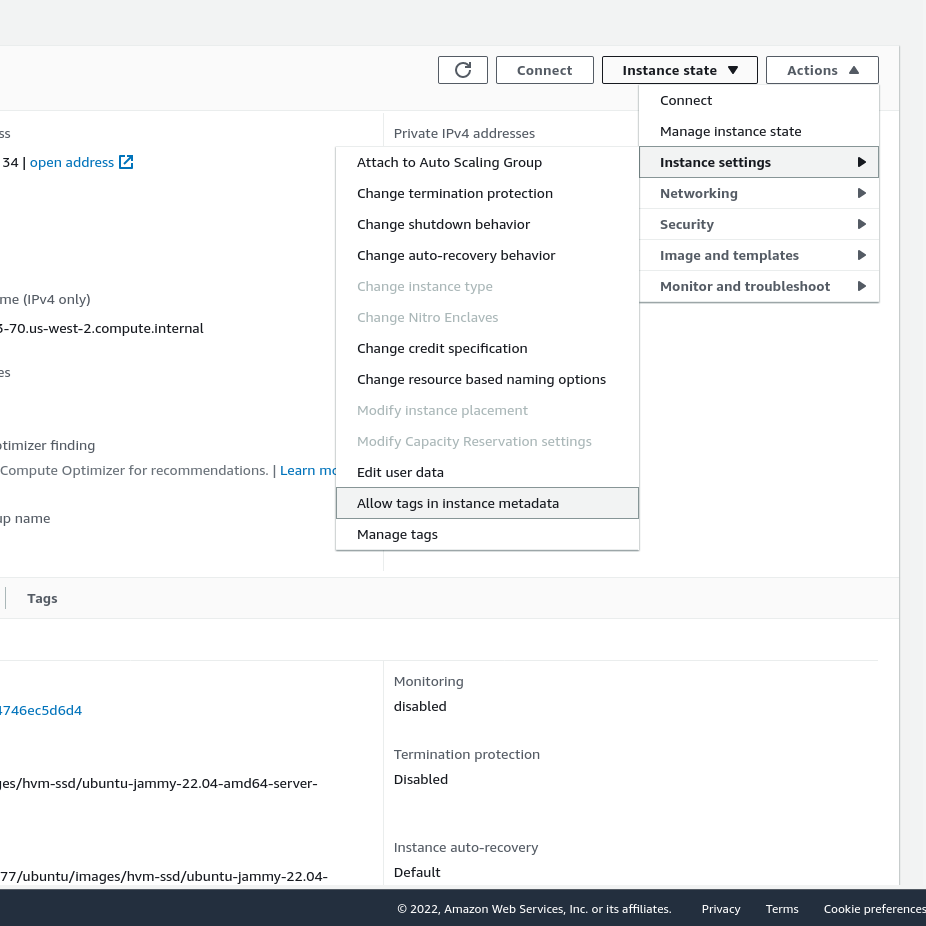 Connect
Instance state
Actions
Connect
Manage instance state
Instance settings
Networking
Security
Image and templates
Monitor and troubleshoot
Attach to Auto Scaling Group
Change termination protection
Change shutdown behavior
Change auto-recovery behavior
Change instance type
Change Nitro Enclaves
Change credit specification
Change resource based naming options
Modify instance placement
Modify Capacity Reservation settings
Edit user data
Allow tags in instance metadata
Manage tags
ss
34 | open address
me (IPv4 only)
-70.us-west-2.compute.internal
es
timizer finding
Compute Optimizer for recommendations. | Learn
up name
Private IPv4 addresses
Tags
746ec5d6d4
es/hvm-ssd/ubuntu-jammy-22.04-amd64-server-
77/ubuntu/images/hvm-ssd/ubuntu-jammy-22.04-
Monitoring
disabled
Termination protection
Disabled
Instance auto-recovery
Default
© 2022, Amazon Web Services, Inc. or its affiliates.
Privacy
Terms
Cookie preferences